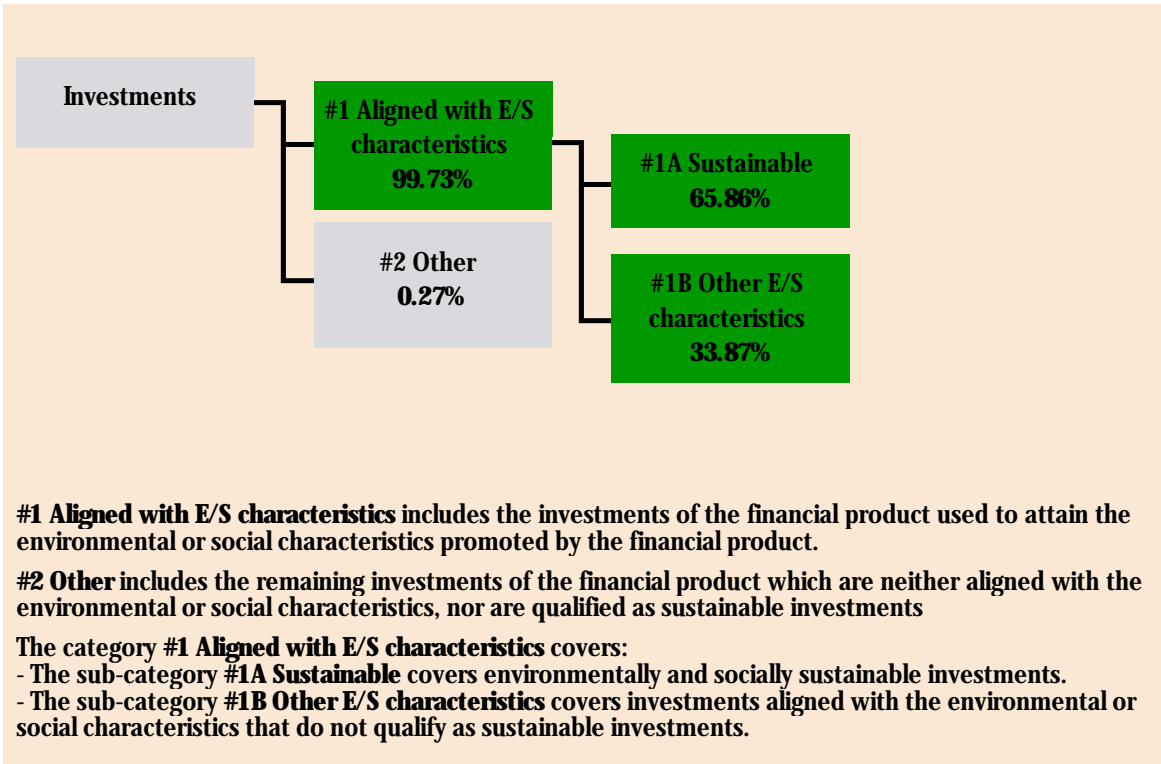 Investments
#1 Aligned with E/S
characteristics
99.73%
#2 Other
0.27%
#1A Sustainable
65.86%
#1B Other E/S
characteristics
33.87%
#1 Aligned with E/S characteristics includes the investments of the financial product used to attain the
environmental or social characteristics promoted by the financial product.
#2 Other includes the remaining investments of the financial product which are neither aligned with the
environmental or social characteristics, nor are qualified as sustainable investments
The category #1 Aligned with E/S characteristics covers:
- The sub-category #1A Sustainable covers environmentally and socially sustainable investments.
- The sub-category #1B Other E/S characteristics covers investments aligned with the environmental or
social characteristics that do not qualify as sustainable investments.